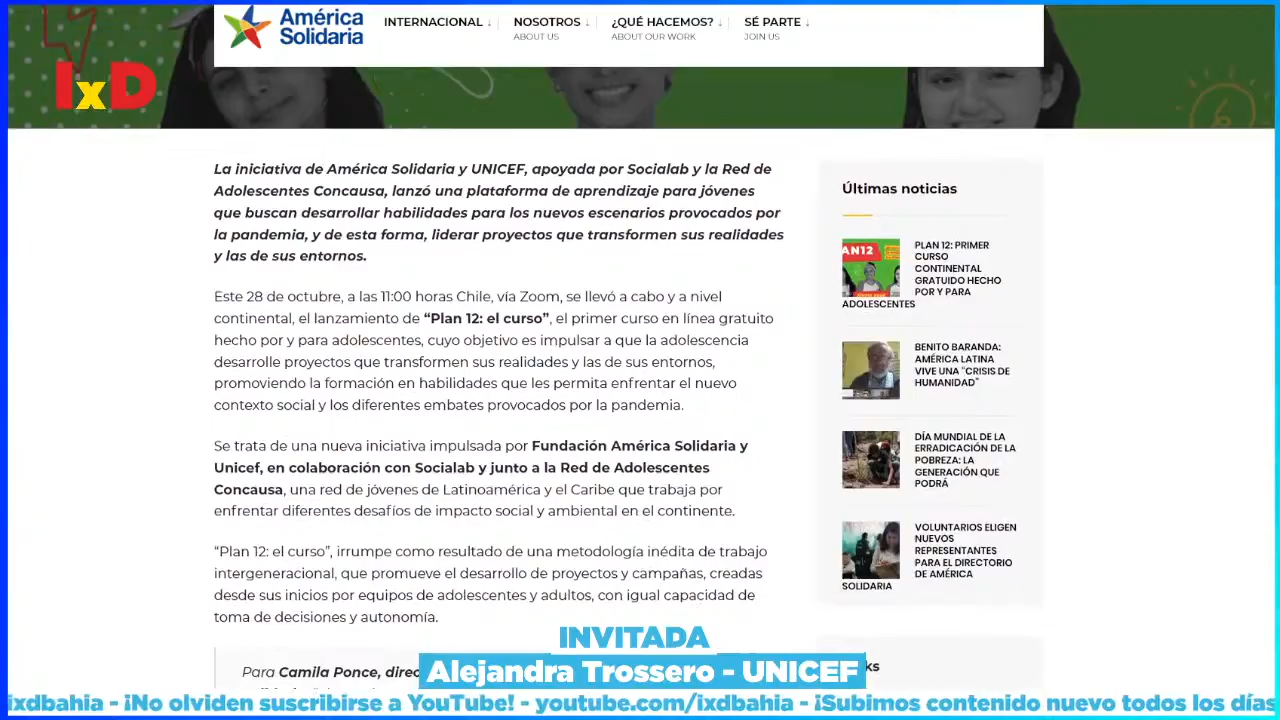 América
Solidaria
INTERNACIONAL ↓
NOSOTROS ↓
ABOUT US
¿QUÉ HACEMOS? ↓
ABOUT OUR WORK
SÉ PARTE ↓
JOIN US
IxD
La iniciativa de América Solidaria y UNICEF, apoyada por Socialab y la Red de
Adolescentes Concausa, lanzó una plataforma de aprendizaje para jóvenes
que buscan desarrollar habilidades para los nuevos escenarios provocados por
la pandemia, y de esta forma, liderar proyectos que transformen sus realidades
y las de sus entornos.
Este 28 de octubre, a las 11:00 horas Chile, vía Zoom, se llevó a cabo y a nivel
continental, el lanzamiento de “Plan 12: el curso”, el primer curso en línea gratuito
hecho por y para adolescentes, cuyo objetivo es impulsar a que la adolescencia
desarrolle proyectos que transformen sus realidades y las de sus entornos,
promoviendo la formación en habilidades que les permita enfrentar el nuevo
contexto social y los diferentes embates provocados por la pandemia.
Se trata de una nueva iniciativa impulsada por Fundación América Solidaria y
Unicef, en colaboración con Socialab y junto a la Red de Adolescentes
Concausa, una red de jóvenes de Latinoamérica y el Caribe que trabaja por
enfrentar diferentes desafíos de impacto social y ambiental en el continente.
“Plan 12: el curso”, irrumpe como resultado de una metodología inédita de trabajo
intergeneracional, que promueve el desarrollo de proyectos y campañas, creadas
desde sus inicios por equipos de adolescentes y adultos, con igual capacidad de
toma de decisiones y autonomía.
Para Camila Ponce, direc
Últimas noticias
AN12
PLAN 12: PRIMER
CURSO
CONTINENTAL
GRATUITO HECHO
POR Y PARA
ADOLESCENTES
BENITO BARANDA:
AMÉRICA LATINA
VIVE UNA “CRISIS DE
HUMANIDAD”
DÍA MUNDIAL DE LA
ERRADICACIÓN DE LA
POBREZA: LA
GENERACIÓN QUE
PODRÁ
VOLUNTARIOS ELIGEN
NUEVOS
REPRESENTANTES
PARA EL DIRECTORIO
DE AMÉRICA
SOLIDARIA
ks
INVITADA
Alejandra Trossero - UNICEF
ixdbahia - ¡No olviden suscribirse a YouTube! - youtube.com/ixdbahia - ¡Subimos contenido nuevo todos los días